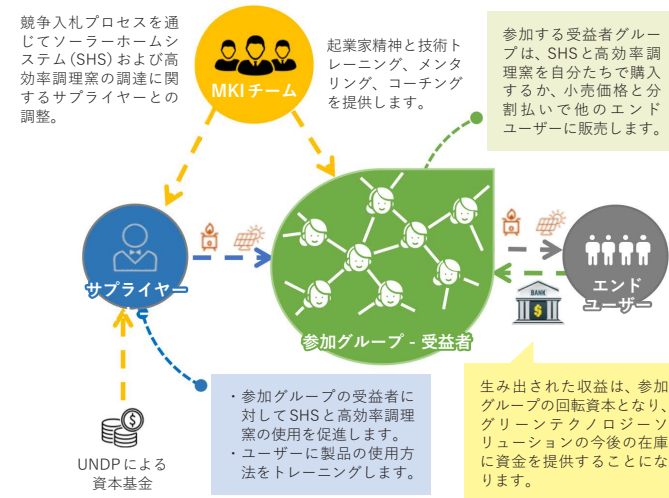 競争入札プロセスを通
じてソーラーホームシ
ステム(SHS)および高
効率調理窯の調達に関
するサプライヤーとの
調整。
MKIチーム
起業家精神と技術ト
レーニング、メンタ
リング、コーチング
を提供します。
参加する受益者グルー
プは、SHSと高効率調
理窯を自分たちで購入
するか、小売価格と分
割払いで他のエンド
ユーザーに販売します。
サプライヤー
参加グループ - 受益者
BANK
$
エンド
ユーザー
$
UNDPによる
資本基金
・参加グループの受益者に
対してSHSと高効率調理
窯の使用を促進します。
・ユーザーに製品の使用方
法をトレーニングします。
生み出された収益は、参加
グループの回転資本となり、
グリーンテクノロジーソ
リューションの今後の在庫
に資金を提供することにな
ります。